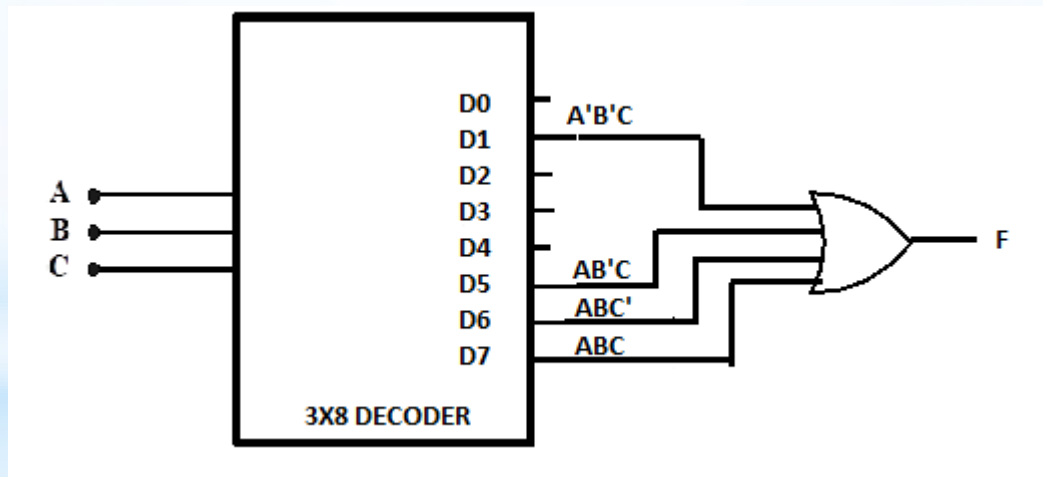 D0
A'B'C
D1
D2
A
D3
B
F
D4
C
AB'C
D5
ABC'
D6
ABC
D7
3X8 DECODER